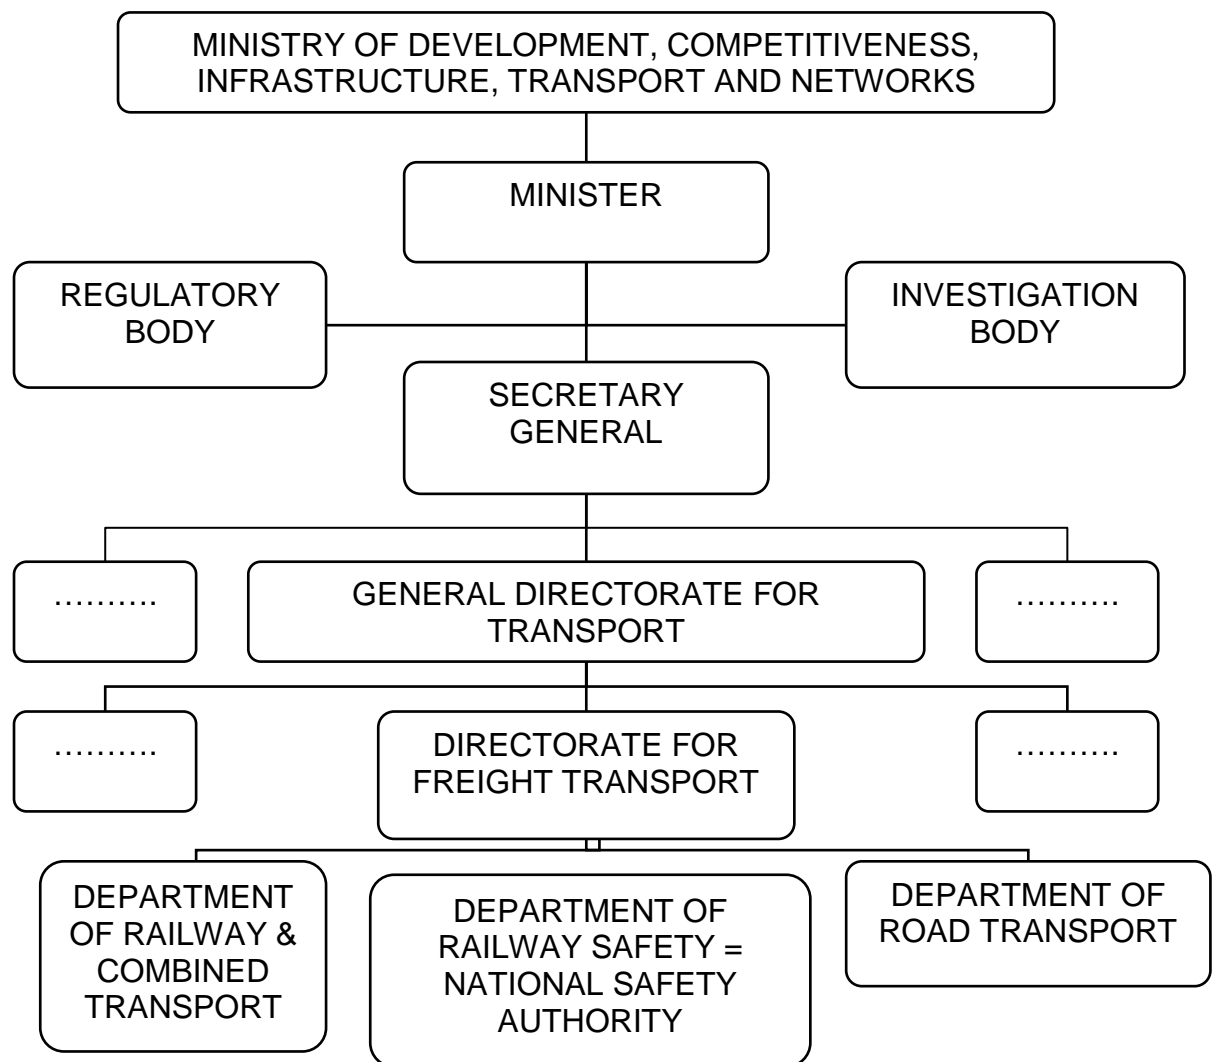 MINISTRY OF DEVELOPMENT, COMPETITIVENESS,
INFRASTRUCTURE, TRANSPORT AND NETWORKS
MINISTER
REGULATORY
BODY
INVESTIGATION
BODY
SECRETARY
GENERAL
……….
GENERAL DIRECTORATE FOR
TRANSPORT
……….
……….
DIRECTORATE FOR
FREIGHT TRANSPORT
……….
DEPARTMENT
OF RAILWAY &
COMBINED
TRANSPORT
DEPARTMENT OF
RAILWAY SAFETY =
NATIONAL SAFETY
AUTHORITY
DEPARTMENT OF
ROAD TRANSPORT